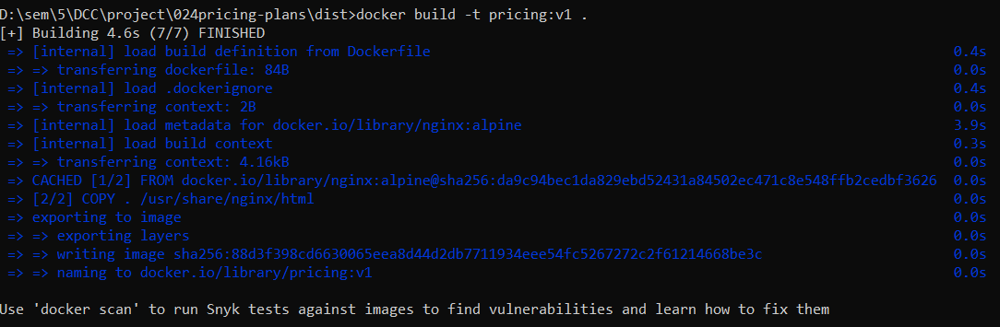 D:\sem\5\DCC\project\024pricing-plans\dist>docker build -t pricing:v1 .
[+] Building 4.6s (7/7) FINISHED
=> [internal] load build definition from Dockerfile 0.4s
=> => transferring dockerfile: 84B 0.0s
=> [internal] load .dockerignore 0.4s
=> => transferring context: 2B 0.0s
=> [internal] load metadata for docker.io/library/nginx:alpine 3.9s
=> [internal] load build context 0.3s
=> => transferring context: 4.16kB 0.0s
=> CACHED [1/2] FROM docker.io/library/nginx:alpine@sha256:da9c94bec1da829ebd52431a84502ec471c8e548ffb2cedbf3626 0.0s
=> [2/2] COPY . /usr/share/nginx/html 0.0s
=> exporting to image 0.0s
=> => exporting layers 0.0s
=> => writing image sha256:88d3f398cd6630065eea8d44d2db7711934eee54fc5267272c2f61214668be3c 0.0s
=> => naming to docker.io/library/pricing:v1 0.0s
Use 'docker scan' to run Snyk tests against images to find vulnerabilities and learn how to fix them